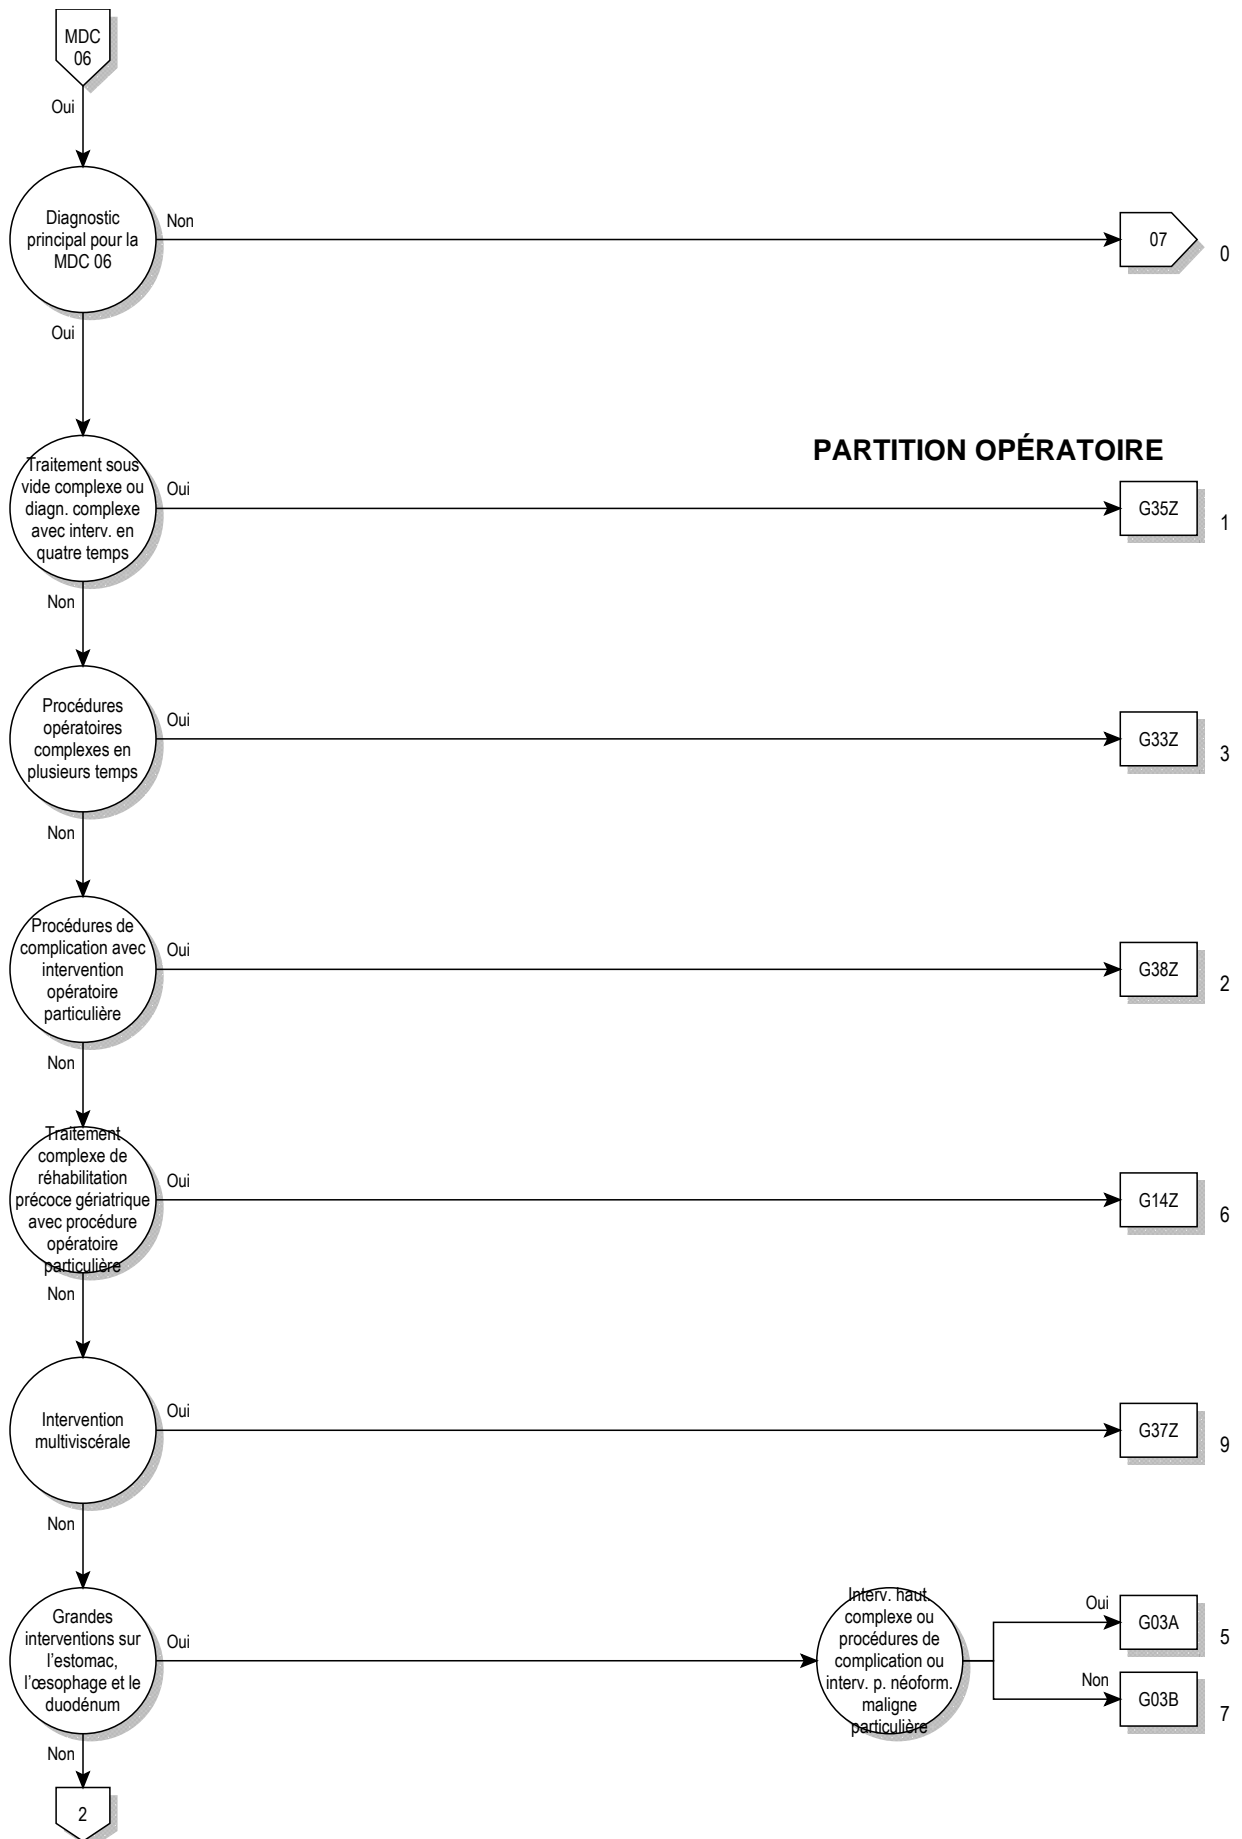 MDC
06
Oui
Diagnostic
principal pour la
MDC 06
Non
07
0
Oui
PARTITION OPÉRATOIRE
Traitement sous
vide complexe ou
diagn. complexe
avec interv. en
quatre temps
Oui
G35Z
1
Non
Procédures
opératoires
complexes en
plusieurs temps
Oui
G33Z
3
Non
Procédures de
complication avec
intervention
opératoire
particulière
Oui
G38Z
2
Non
Traitement
complexe de
réhabilitation
précoce gériatrique
avec procédure
opératoire
particulière
Oui
G14Z
6
Non
Intervention
multiviscérale
Oui
G37Z
9
Non
Grandes
interventions sur
l'estomac,
l'œsophage et le
duodénum
Oui
Interv. haut.
complexe ou
procédures de
complication ou
interv. p. néoform.
maligne
particulière
Oui
G03A
5
Non
G03B
7
Non
2